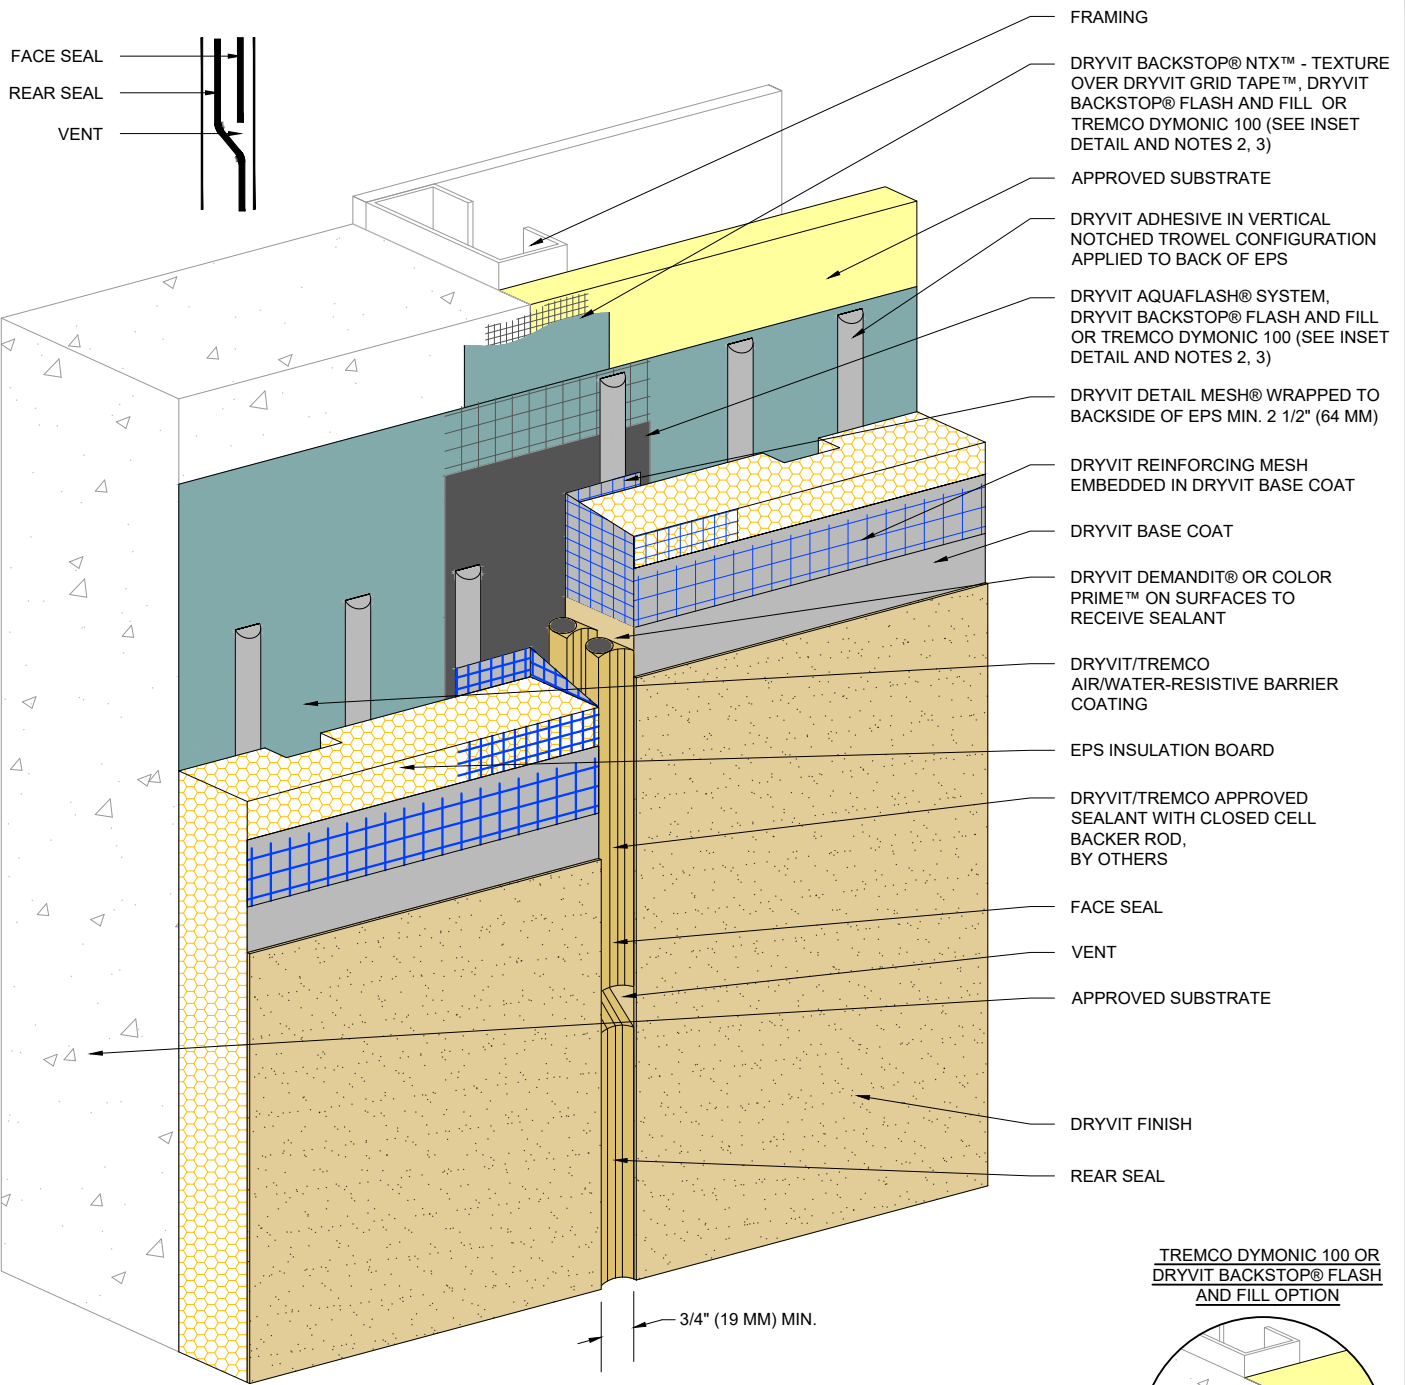 FACE SEAL
REAR SEAL
VENT
FRAMING
DRYVIT BACKSTOP® NTX™ - TEXTURE
OVER DRYVIT GRID TAPE™, DRYVIT
BACKSTOP® FLASH AND FILL OR
TREMCO DYMONIC 100 (SEE INSET
DETAIL AND NOTES 2, 3)
APPROVED SUBSTRATE
DRYVIT ADHESIVE IN VERTICAL
NOTCHED TROWEL CONFIGURATION
APPLIED TO BACK OF EPS
DRYVIT AQUAFLASH® SYSTEM,
DRYVIT BACKSTOP® FLASH AND FILL
OR TREMCO DYMONIC 100 (SEE INSET
DETAIL AND NOTES 2, 3)
DRYVIT DETAIL MESH® WRAPPED TO
BACKSIDE OF EPS MIN. 2 1/2" (64 MM)
DRYVIT REINFORCING MESH
EMBEDDED IN DRYVIT BASE COAT
DRYVIT BASE COAT
DRYVIT DEMANDIT® OR COLOR
PRIME™ ON SURFACES TO
RECEIVE SEALANT
DRYVIT/TREMCO
AIR/WATER-RESISTIVE BARRIER
COATING
EPS INSULATION BOARD
DRYVIT/TREMCO APPROVED
SEALANT WITH CLOSED CELL
BACKER ROD,
BY OTHERS
FACE SEAL
VENT
APPROVED SUBSTRATE
DRYVIT FINISH
REAR SEAL
TREMCO DYMONIC 100 OR
DRYVIT BACKSTOP® FLASH
AND FILL OPTION
3/4" (19 MM) MIN.